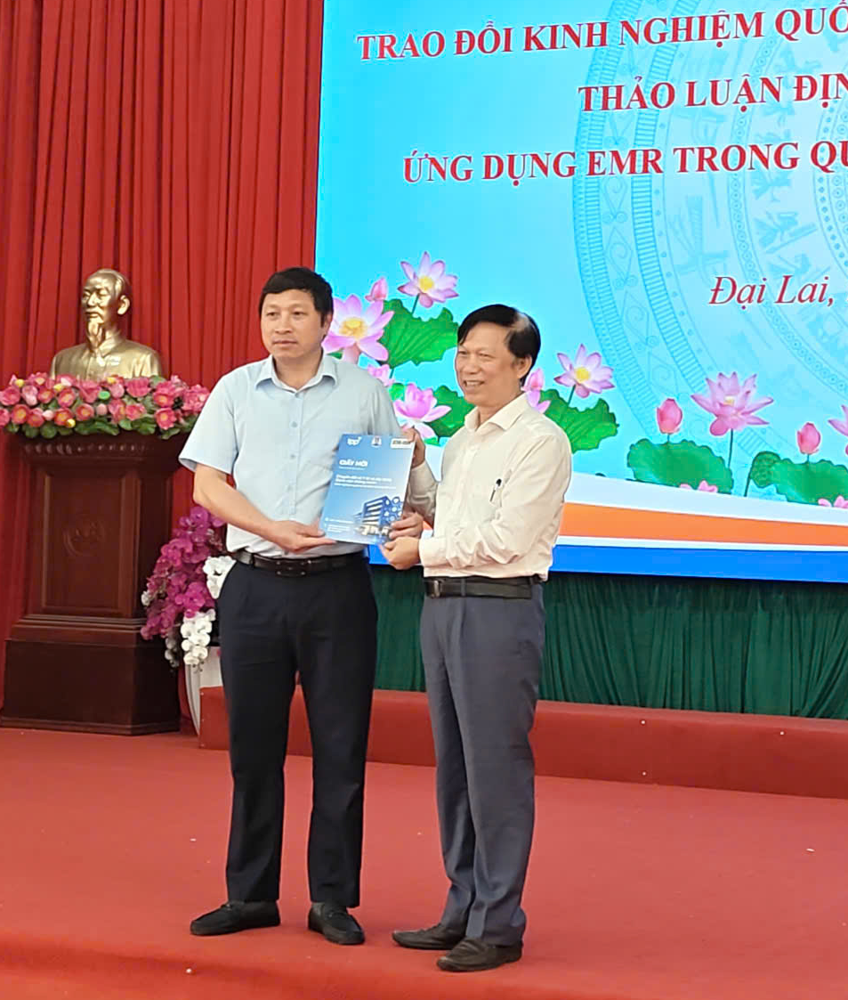 TRAO ĐỔI KINH NGHIỆM QUỐ
THẢO LUẬN ĐỊN
ỨNG DỤNG EMR TRONG QU
Đại Lai,
GIẤY MỜI